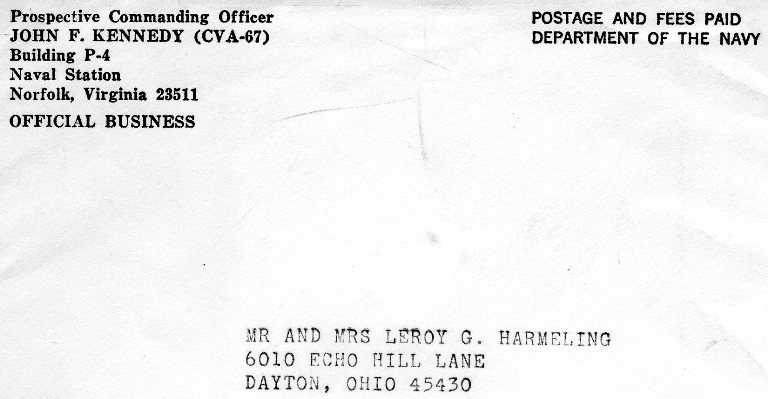 Prospective Commanding Officer
JOHN F. KENNEDY (CVA-67)
Building P-4
Naval Station
Norfolk, Virginia 23511
OFFICIAL BUSINESS
POSTAGE AND FEES PAID
DEPARTMENT OF THE NAVY
MR AND MRS LEROY G. HARMELING
6010 ECHO HILL LANE
DAYTON, OHIO 45430